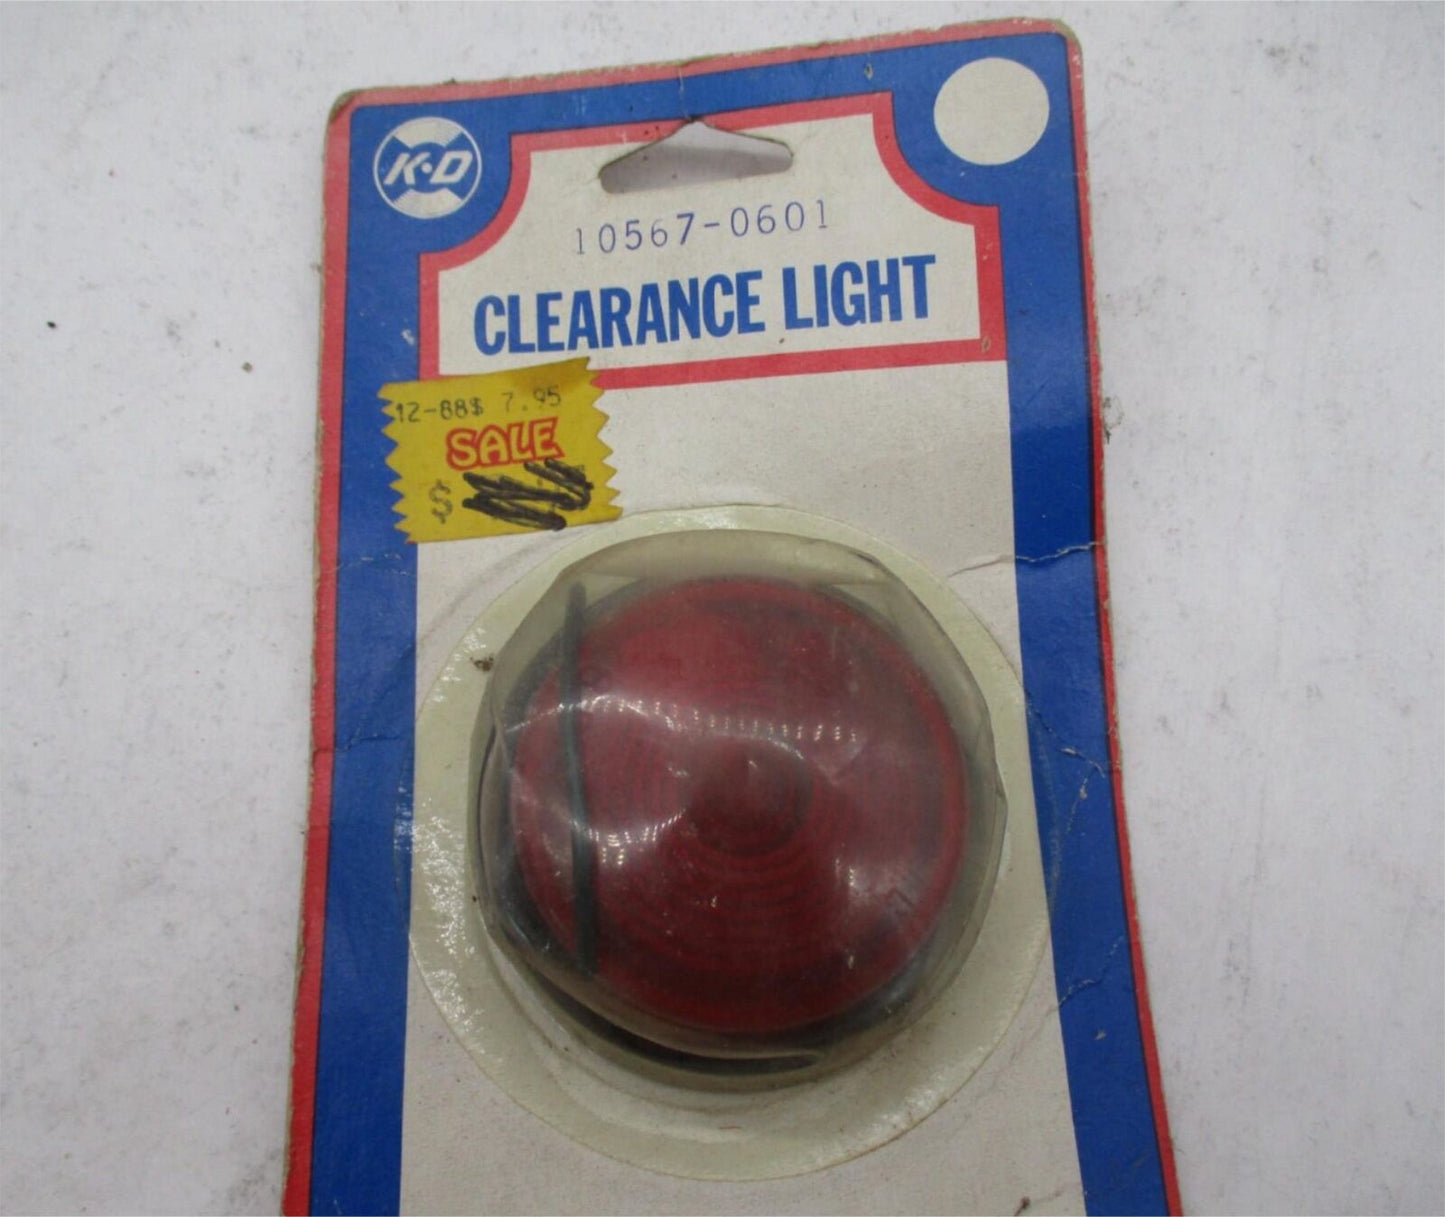 K·D
10567-0601
CLEARANCE LIGHT
12-88$ 7.95
SALE
$